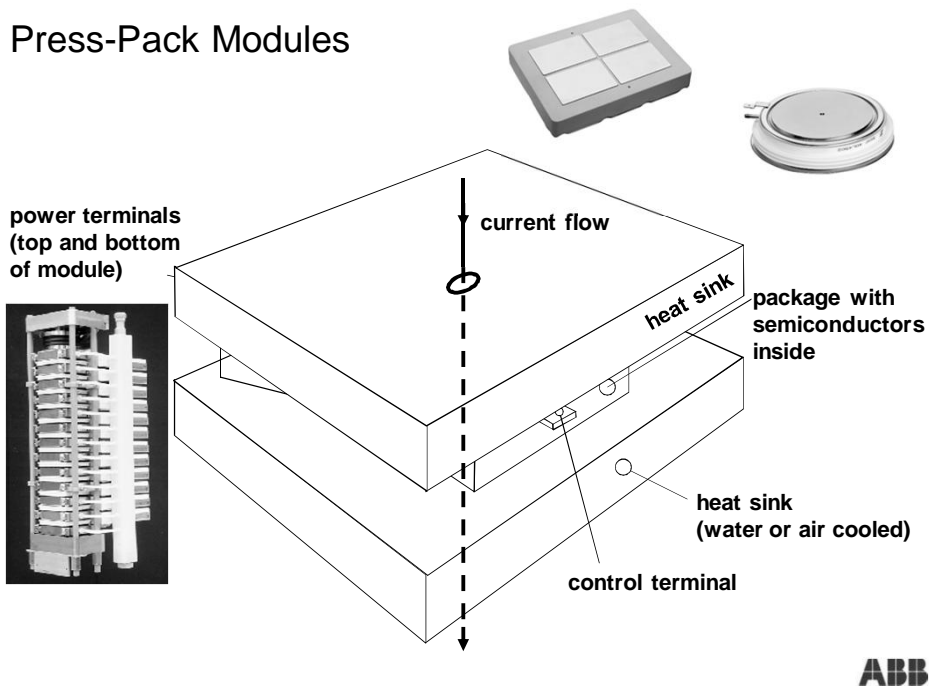 Press-Pack Modules
power terminals
(top and bottom
of module)
current flow
heat sink
package with
semiconductors
inside
heat sink
(water or air cooled)
control terminal
ABB